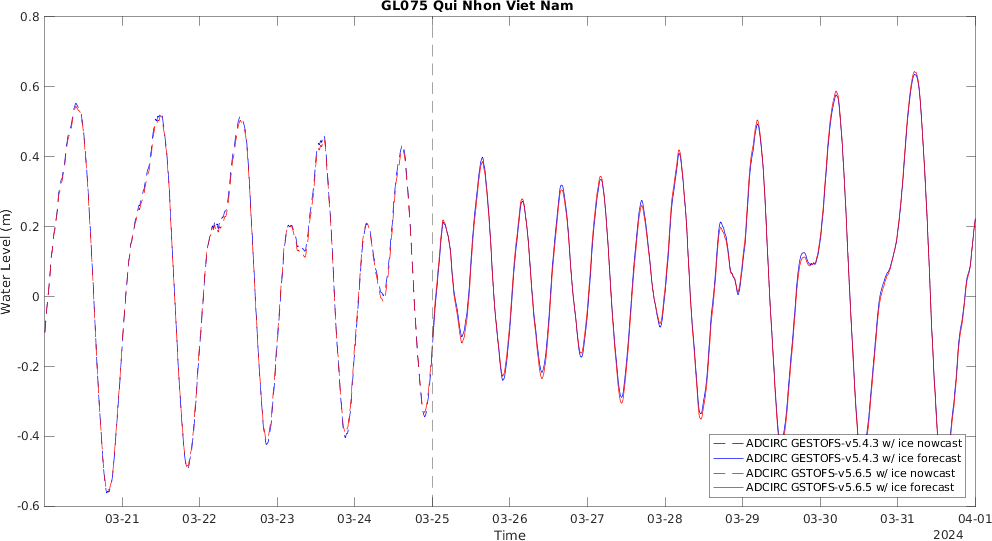 GL075 Qui Nhon Viet Nam
0.8
0.6
0.4
0.2
0
-0.2
-0.4
-0.6
Water Level (m)
ADCIRC GESTOFS-v5.4.3 w/ ice nowcast
ADCIRC GESTOFS-v5.4.3 w/ ice forecast
ADCIRC GSTOFS-v5.6.5 w/ ice nowcast
ADCIRC GSTOFS-v5.6.5 w/ ice forecast
03-21 03-22 03-23 03-24 03-25 03-26 03-27 03-28 03-29 03-30 03-31 04-01
Time
2024